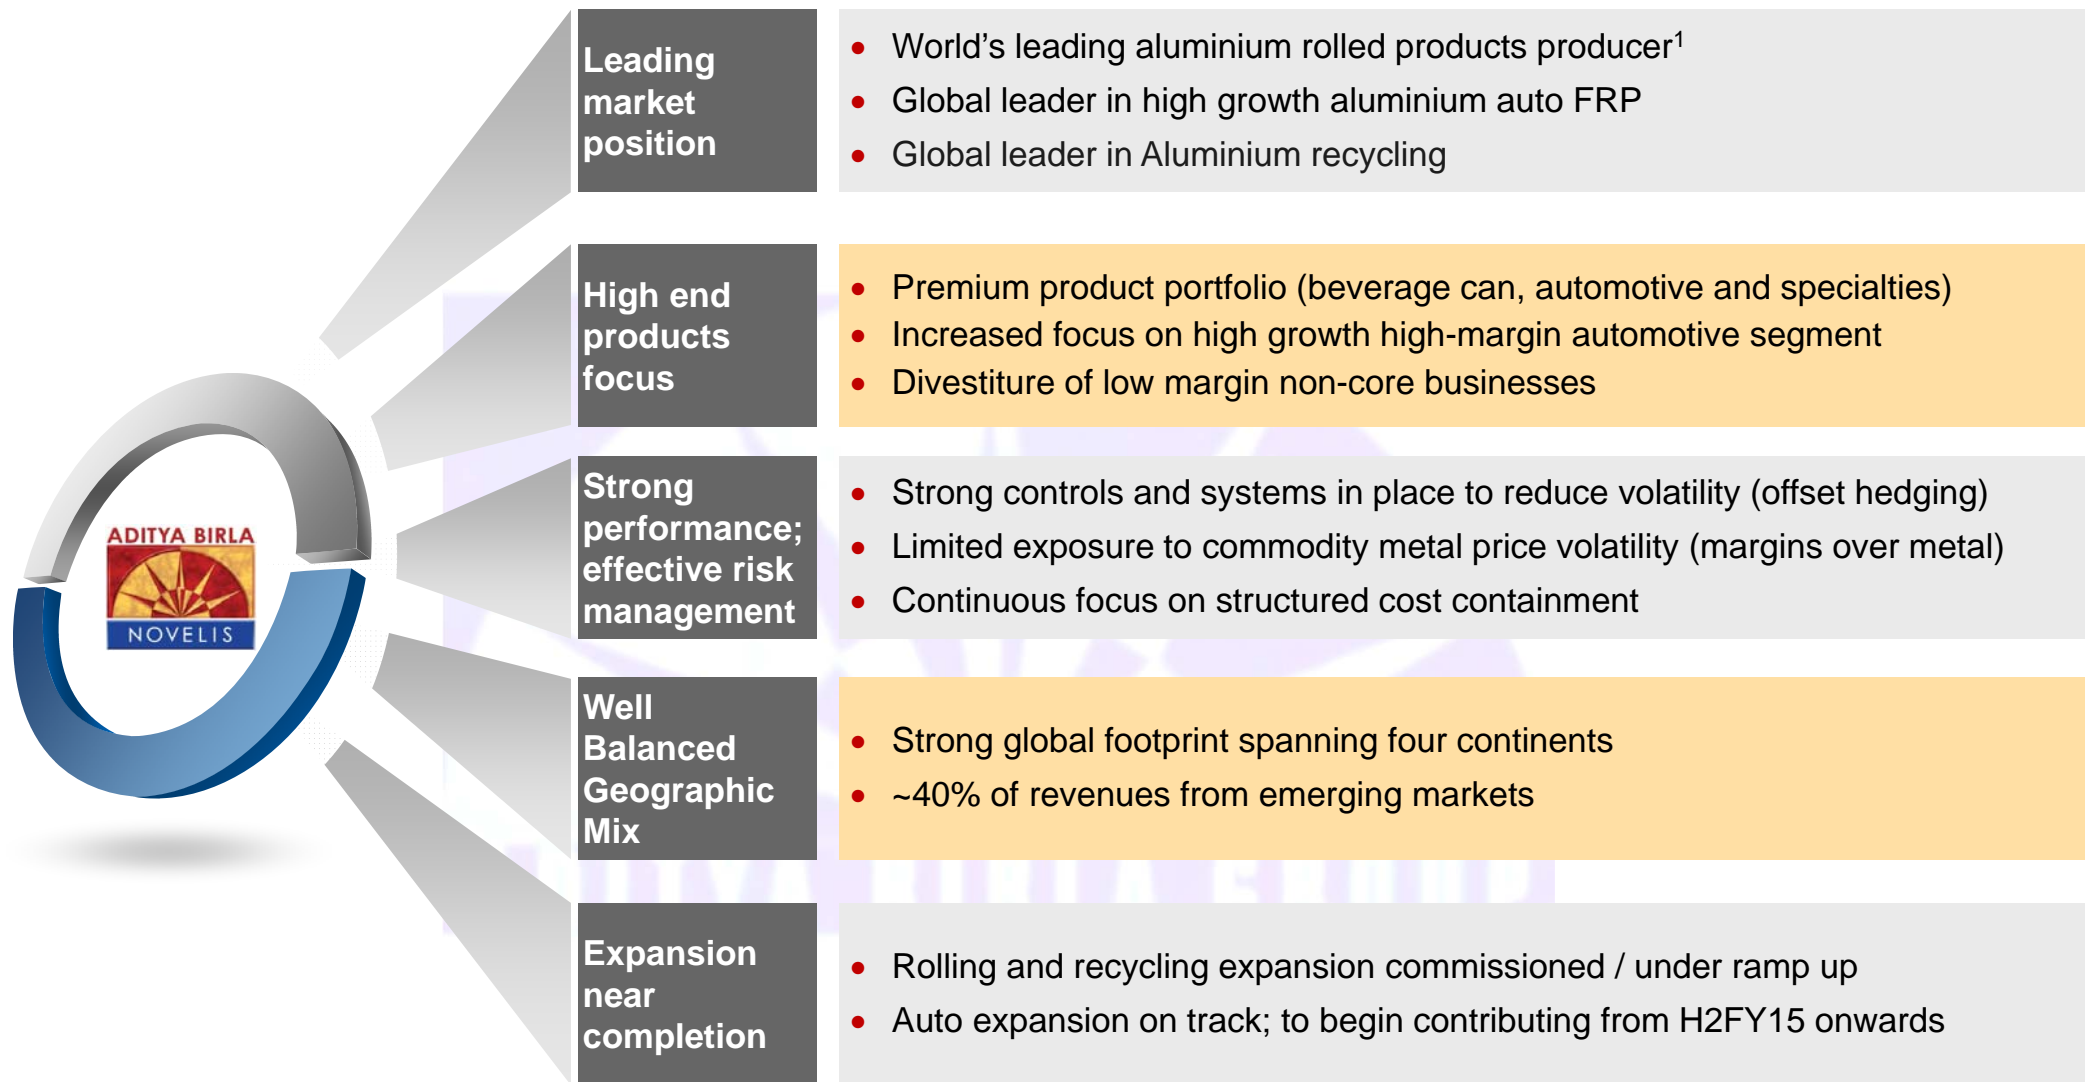 Leading
market
position
• World’s leading aluminium rolled products producer¹
• Global leader in high growth aluminium auto FRP
• Global leader in Aluminium recycling
High end
products
focus
• Premium product portfolio (beverage can, automotive and specialties)
• Increased focus on high growth high-margin automotive segment
• Divestiture of low margin non-core businesses
ADITYA BIRLA
NOVELIS
Strong
performance;
effective risk
management
• Strong controls and systems in place to reduce volatility (offset hedging)
• Limited exposure to commodity metal price volatility (margins over metal)
• Continuous focus on structured cost containment
Well
Balanced
Geographic
Mix
• Strong global footprint spanning four continents
• ~40% of revenues from emerging markets
Expansion
near
completion
• Rolling and recycling expansion commissioned / under ramp up
• Auto expansion on track; to begin contributing from H2FY15 onwards